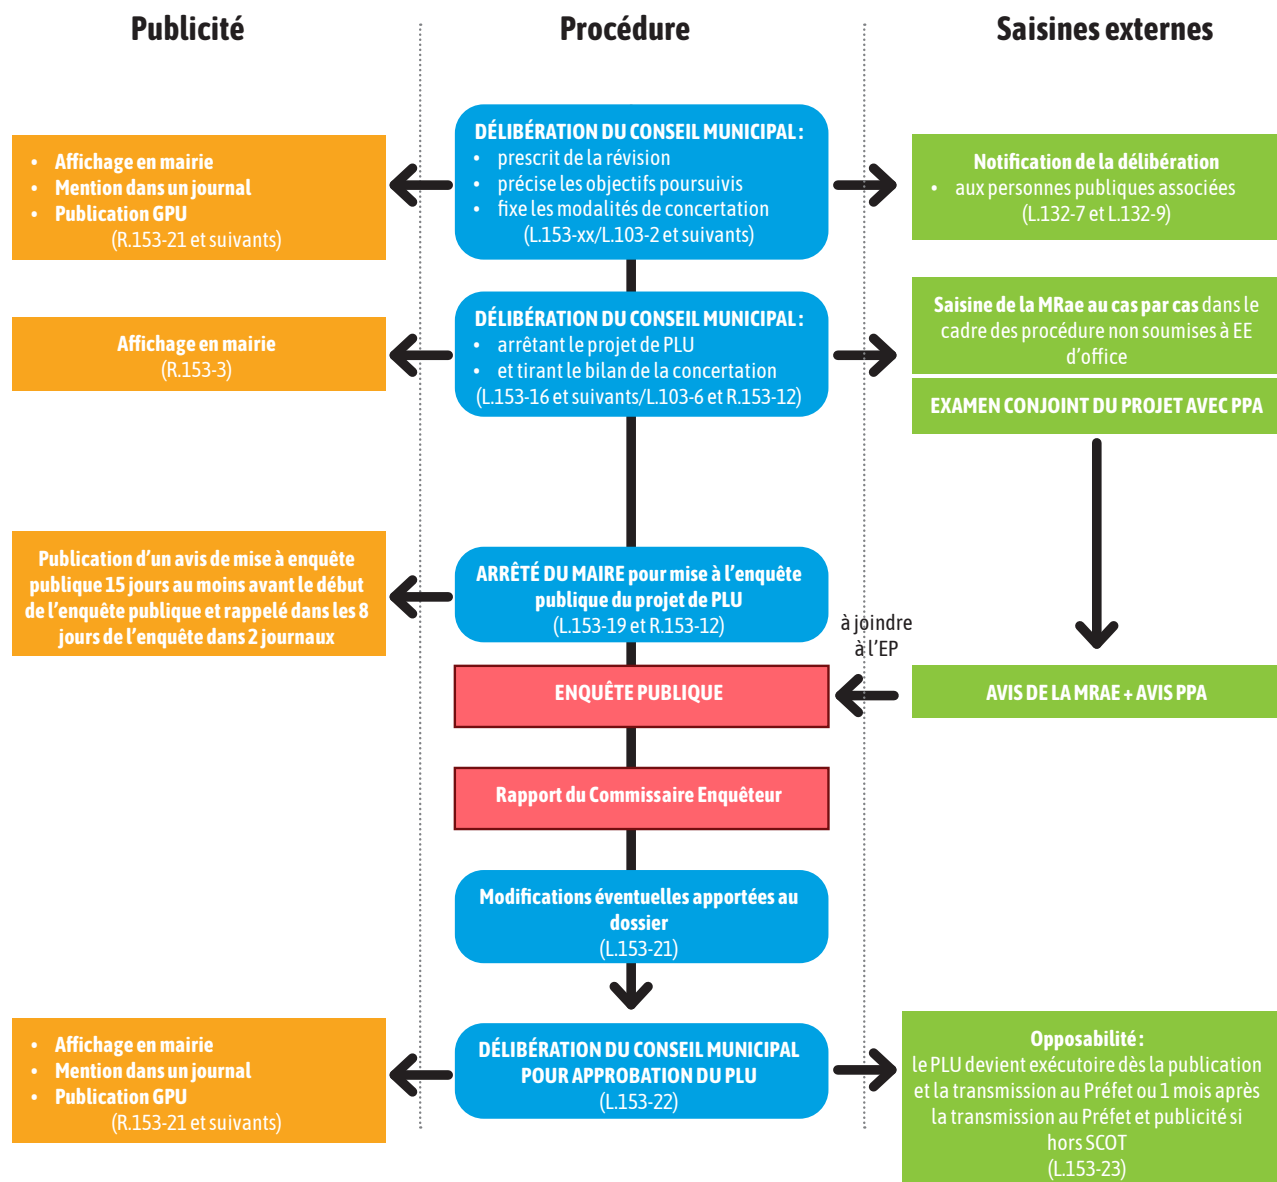 Publicité
Procédure
Saisines externes
• Affichage en mairie
• Mention dans un journal
• Publication GPU
(R.153-21 et suivants)
DÉLIBÉRATION DU CONSEIL MUNICIPAL :
• prescrit de la révision
• précise les objectifs poursuivis
• fixe les modalités de concertation
(L.153-xx/L.103-2 et suivants)
Notification de la délibération
• aux personnes publiques associées
(L.132-7 et L.132-9)
Affichage en mairie
(R.153-3)
DÉLIBÉRATION DU CONSEIL MUNICIPAL :
• arrêtant le projet de PLU
• et tirant le bilan de la concertation
(L.153-16 et suivants/L.103-6 et R.153-12)
Saisine de la MRae au cas par cas dans le
cadre des procédure non soumises à EE
d'office
EXAMEN CONJOINT DU PROJET AVEC PPA
Publication d'un avis de mise à enquête
publique 15 jours au moins avant le début
de l'enquête publique et rappelé dans les 8
jours de l'enquête dans 2 journaux
ARRÊTÉ DU MAIRE pour mise à l'enquête
publique du projet de PLU
(L.153-19 et R.153-12)
à joindre
à l'EP
ENQUÊTE PUBLIQUE
AVIS DE LA MRAE + AVIS PPA
Rapport du Commissaire Enquêteur
Modifications éventuelles apportées au
dossier
(L.153-21)
• Affichage en mairie
• Mention dans un journal
• Publication GPU
(R.153-21 et suivants)
DÉLIBÉRATION DU CONSEIL MUNICIPAL
POUR APPROBATION DU PLU
(L.153-22)
Opposabilité :
le PLU devient exécutoire dès la publication
et la transmission au Préfet ou 1 mois après
la transmission au Préfet et publicité si
hors SCOT
(L.153-23)